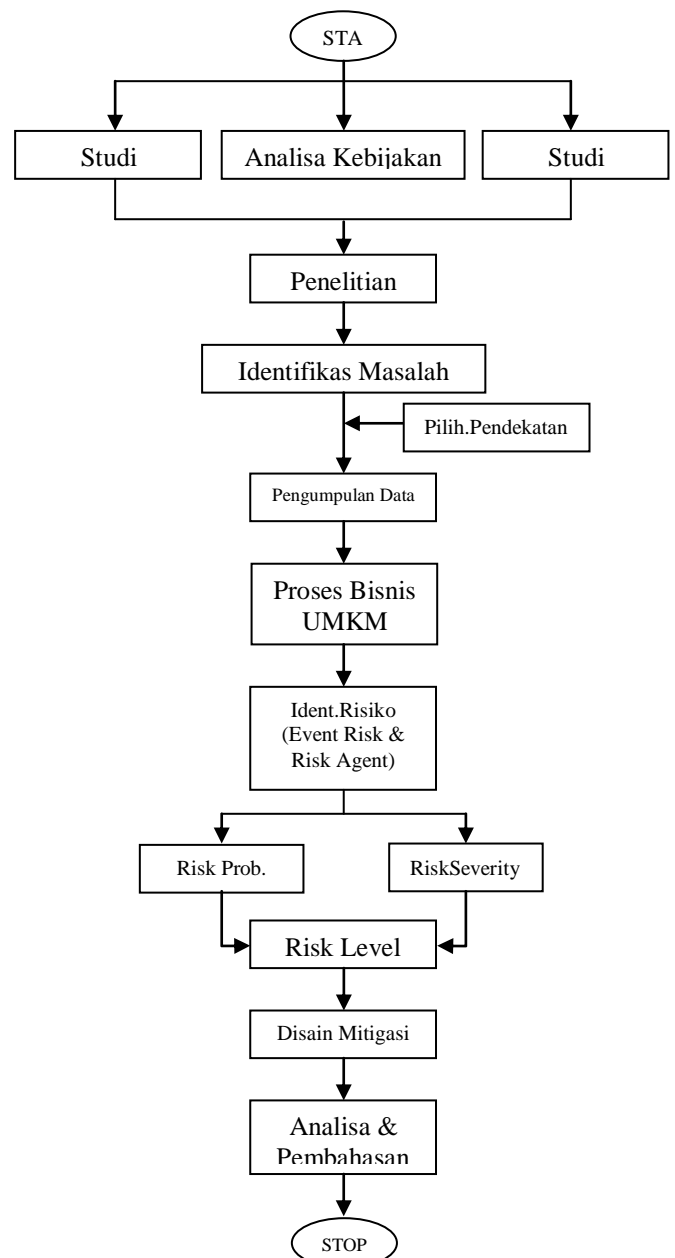 STA
Studi
Analisa Kebijakan
Studi
Penelitian
Identifikas Masalah
Pilih.Pendekatan
Pengumpulan Data
Proses Bisnis
UMKM
Ident.Risiko
(Event Risk &
Risk Agent)
Risk Prob.
RiskSeverity
Risk Level
Disain Mitigasi
Analisa &
Pembahasan
STOP